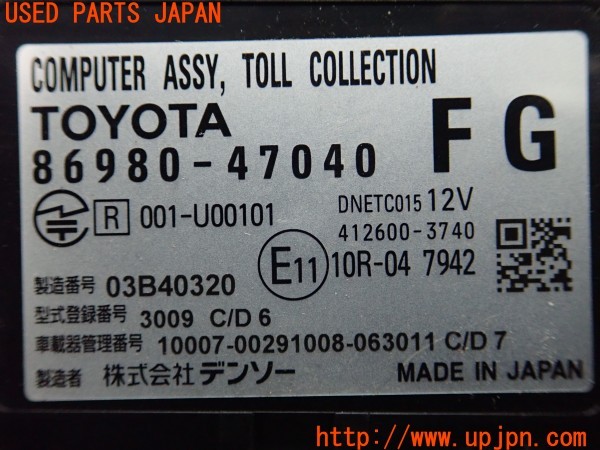 USED PARTS JAPAN
COMPUTER ASSY, TOLL COLLECTION
TOYOTA
86980-47040
F G
R 001-U00101
DNETC015 12V
412600-3740
E11 10R-04 7942
製造番号 03B40320
型式登録番号 3009 C/D 6
車載器管理番号 10007-00291008-063011 C/D 7
製造者 株式会社 デンソー MADE IN JAPAN
http://www.upjpn.com/